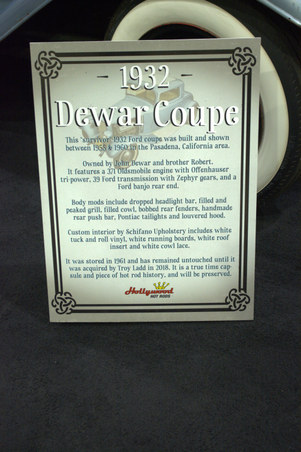 1932
Dewar Coupe
This "survivor" 1932 Ford coupe was built and shown
between 1958 & 1960 in the Pasadena, California area.
Owned by John Dewar and brother Robert.
It features a 371 Oldsmobile engine with Offenhauser
tri-power, 39 Ford transmission with Zephyr gears, and a
Ford banjo rear end.
Body mods include dropped headlight bar, filled and
peaked grill, filled cowl, bobbed rear fenders, handmade
rear push bar, Pontiac tailights and louvered hood.
Custom interior by Schifano Upholstery includes white
tuck and roll vinyl, white running boards, white roof
insert and white cowl lace.
It was stored in 1961 and has remained untouched until it
was acquired by Troy Ladd in 2018. It is a true time cap
sule and piece of hot rod history, and will be preserved.
Hollywood
HOT RODS